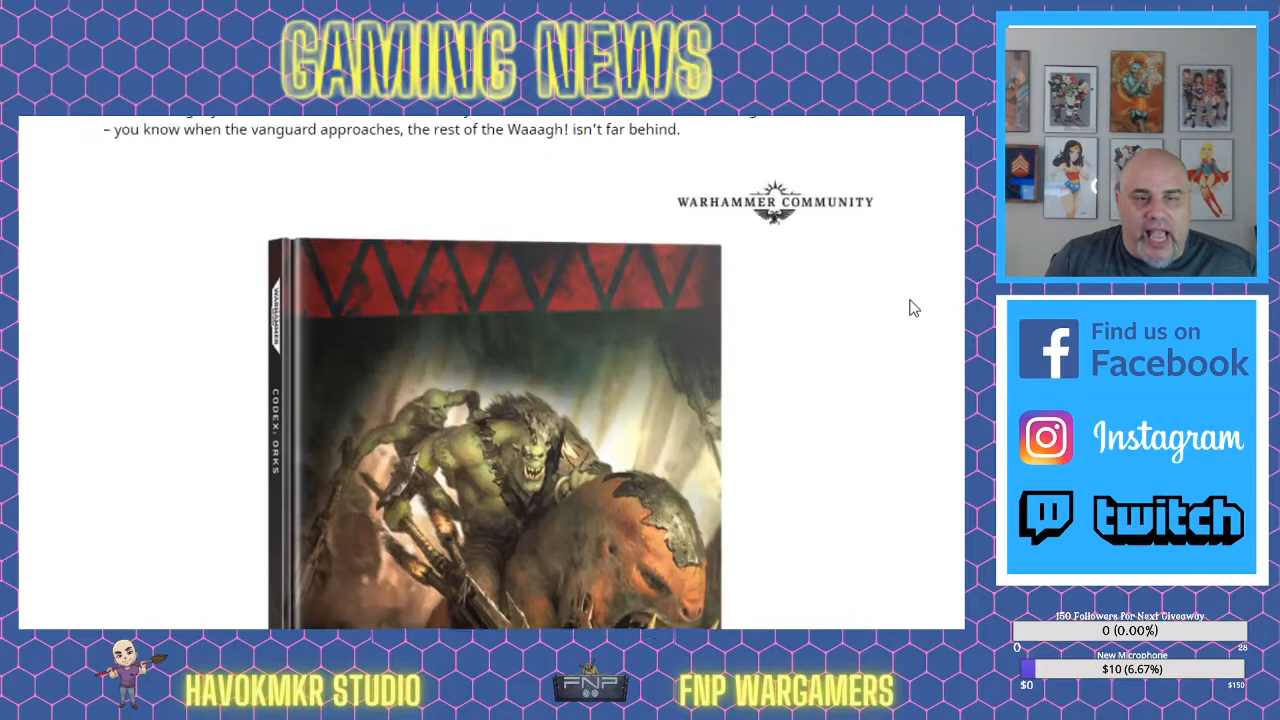 GAMING NEWS
– you know when the vanguard approaches, the rest of the Waaagh! isn't far behind.
WARHAMMER COMMUNITY
WARHAMMER
CODEX: ORKS
Find us on
Facebook
Instagram
twitch
150 Followers For Next Giveaway
0 (0.00%)
0
28
New Microphone
$10 (6.67%)
$0
$150
HAVOKMKR STUDIO
FNP
FNP WARGAMERS